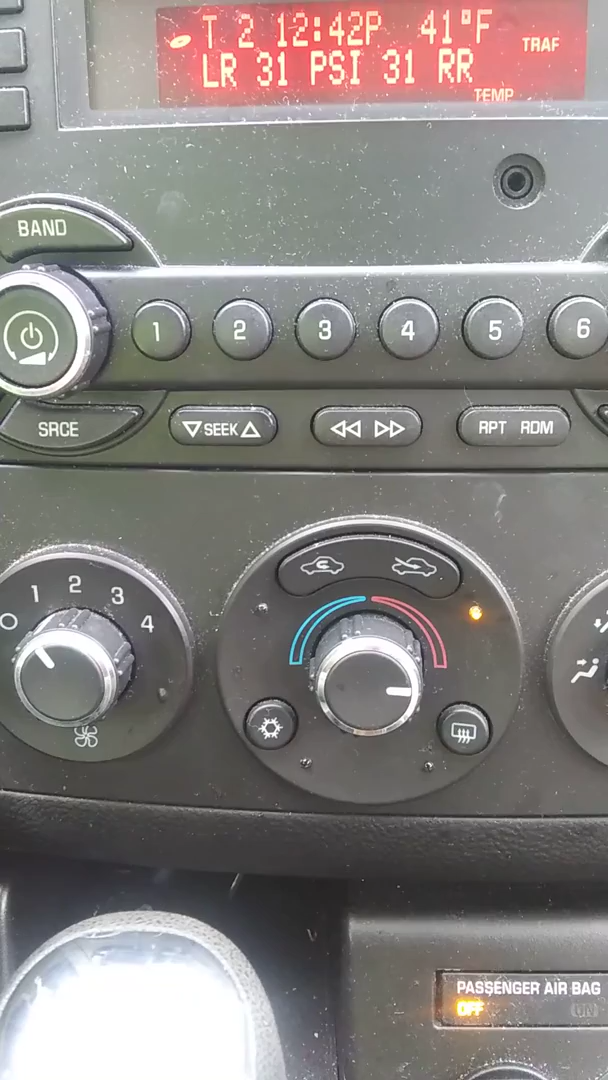 T 2 12:42P 41°F
TRAF
LR 31 PSI 31 RR
TEMP
BAND
1 2 3 4 5 6
SRCE
SEEK
RPT RDM
O 1 2 3 4
PASSENGER AIR BAG
OFF ON